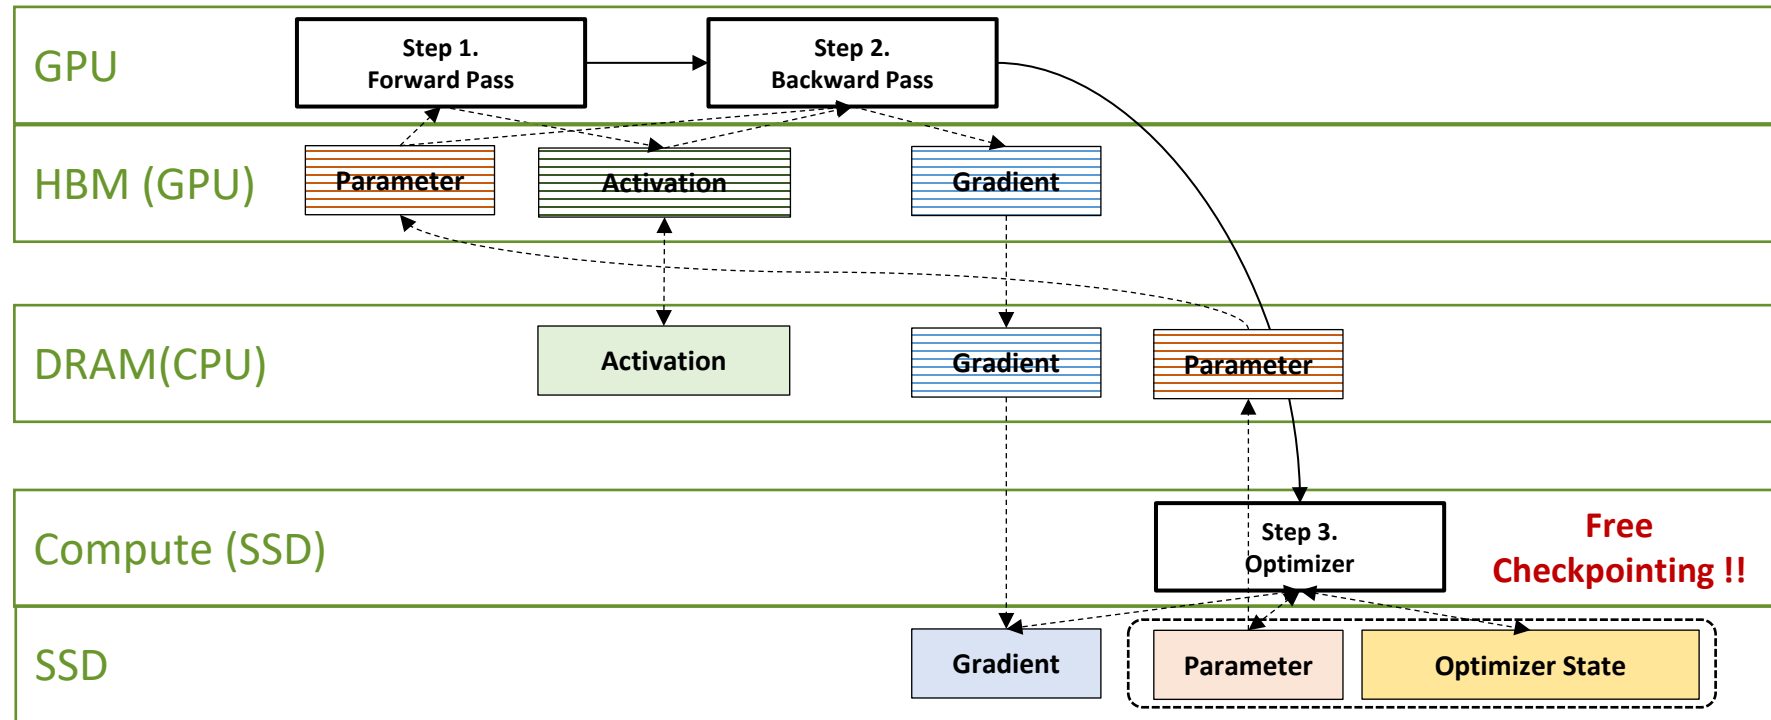 GPU
Step 1.
Forward Pass
Step 2.
Backward Pass
HBM (GPU)
Parameter
Activation
Gradient
DRAM(CPU)
Activation
Gradient
Parameter
Compute (SSD)
Step 3.
Optimizer
Free
Checkpointing !!
SSD
Gradient
Parameter
Optimizer State